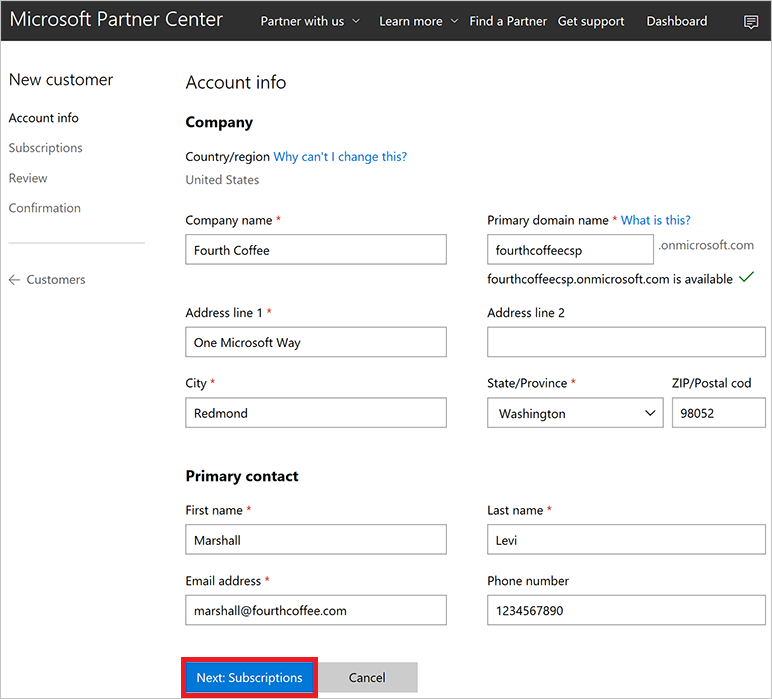 Microsoft Partner Center Partner with us Learn more Find a Partner Get support Dashboard
New customer
Account info
Subscriptions
Review
Confirmation
Customers
Account info
Company
Country/region Why can't I change this?
United States
Company name * Primary domain name * What is this?
Fourth Coffee fourthcoffeecsp .onmicrosoft.com
fourthcoffeecsp.onmicrosoft.com is available
Address line 1 * Address line 2
One Microsoft Way
City * State/Province * ZIP/Postal cod
Redmond Washington 98052
Primary contact
First name * Last name *
Marshall Levi
Email address * Phone number
marshall@fourthcoffee.com 1234567890
Next: Subscriptions Cancel